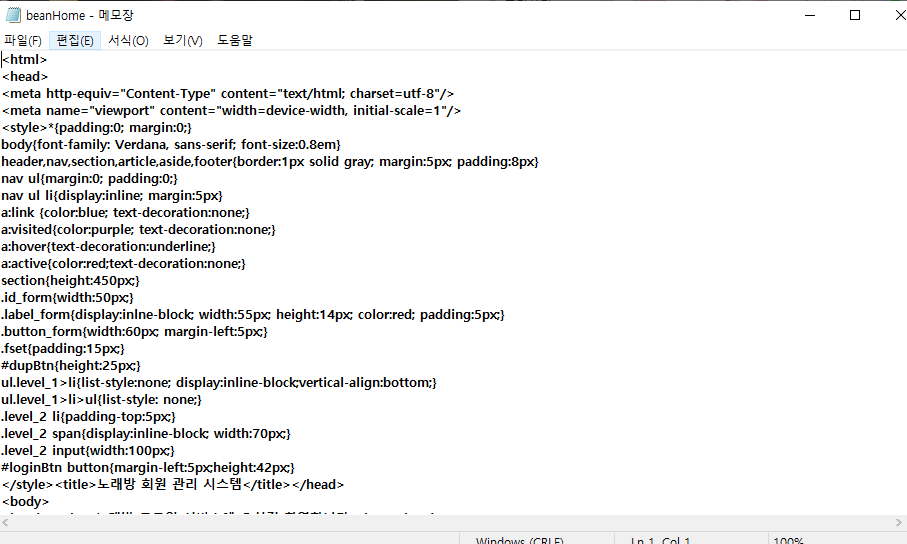 beanHome - 메모장
파일(F) 편집(E) 서식(O) 보기(V) 도움말
<html>
<head>
<meta http-equiv="Content-Type" content="text/html; charset=utf-8"/>
<meta name="viewport" content="width=device-width, initial-scale=1"/>
<style>*{padding:0; margin:0;}
body{font-family: Verdana, sans-serif; font-size:0.8em}
header,nav,section,article,aside,footer{border:1px solid gray; margin:5px; padding:8px}
nav ul{margin:0; padding:0;}
nav ul li{display:inline; margin:5px}
a:link {color:blue; text-decoration:none;}
a:visited{color:purple; text-decoration:none;}
a:hover{text-decoration:underline;}
a:active{color:red;text-decoration:none;}
section{height:450px;}
.id_form{width:50px;}
.label_form{display:inlne-block; width:55px; height:14px; color:red; padding:5px;}
.button_form{width:60px; margin-left:5px;}
.fset{padding:15px;}
#dupBtn{height:25px;}
ul.level_1>li{list-style:none; display:inline-block;vertical-align:bottom;}
ul.level_1>li>ul{list-style: none;}
.level_2 li{padding-top:5px;}
.level_2 span{display:inline-block; width:70px;}
.level_2 input{width:100px;}
#loginBtn button{margin-left:5px;height:42px;}
</style><title>노래방 회원 관리 시스템</title></head>
<body>
Windows (CRLF) Ln 1, Col 1 100%